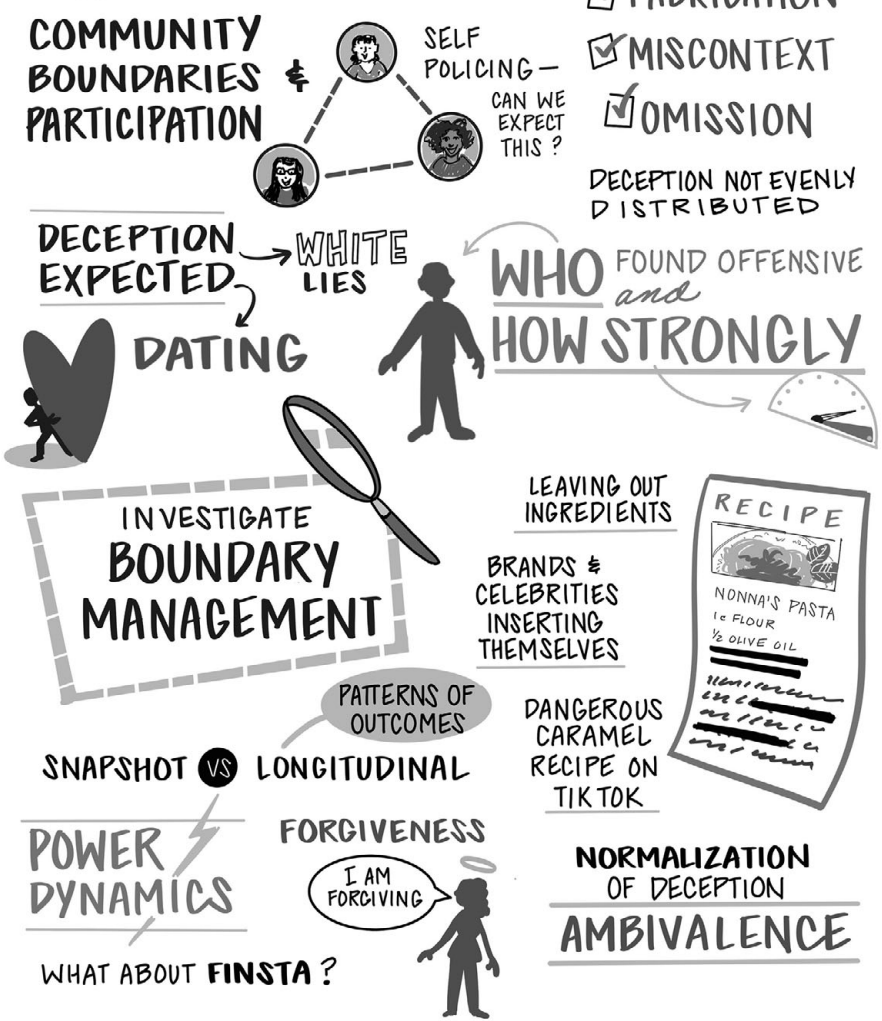 FABRICATION
COMMUNITY
BOUNDARIES &
PARTICIPATION
SELF
POLICING —
CAN WE
EXPECT
THIS ?
MISCONTEXT
OMISSION
DECEPTION NOT EVENLY
DISTRIBUTED
DECEPTION
EXPECTED
WHITE
LIES
DATING
WHO FOUND OFFENSIVE
and
HOW STRONGLY
INVESTIGATE
BOUNDARY
MANAGEMENT
LEAVING OUT
INGREDIENTS
BRANDS &
CELEBRITIES
INSERTING
THEMSELVES
DANGEROUS
CARAMEL
RECIPE ON
TIKTOK
RECIPE
NONNA'S PASTA
1c FLOUR
½ OLIVE OIL
PATTERNS OF
OUTCOMES
SNAPSHOT VS LONGITUDINAL
POWER
DYNAMICS
WHAT ABOUT FINSTA ?
FORGIVENESS
I AM
FORGIVING
NORMALIZATION
OF DECEPTION
AMBIVALENCE